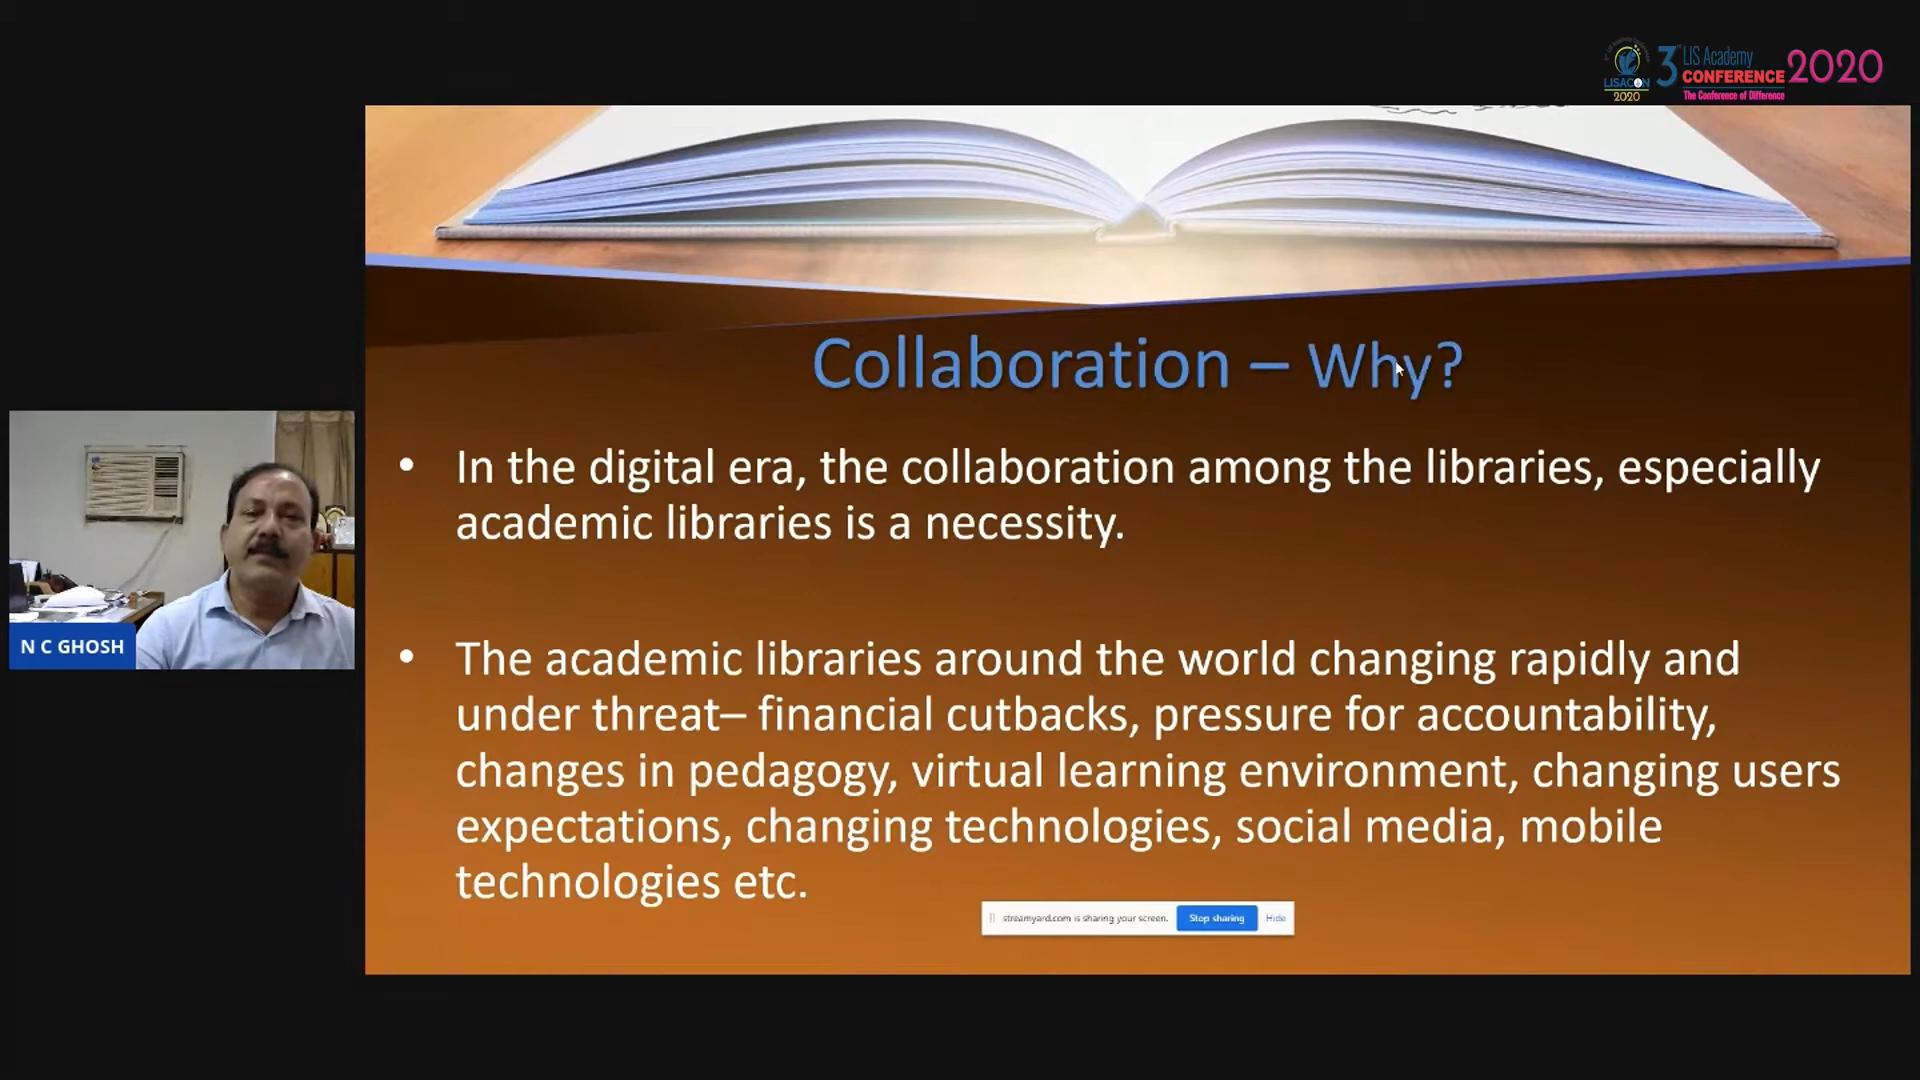 LISACON
2020
3rd LIS Academy
CONFERENCE 2020
The Conference of Difference
Collaboration – Why?
• In the digital era, the collaboration among the libraries, especially
academic libraries is a necessity.
• The academic libraries around the world changing rapidly and
under threat– financial cutbacks, pressure for accountability,
changes in pedagogy, virtual learning environment, changing users
expectations, changing technologies, social media, mobile
technologies etc.
N C GHOSH
streamyard.com is sharing your screen. Stop sharing Hide